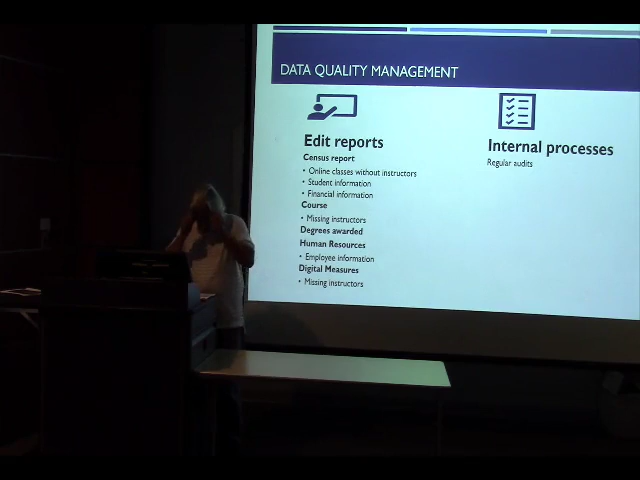 DATA QUALITY MANAGEMENT
Edit reports
Census report
• Online classes without instructors
• Student information
• Financial information
Course
• Missing instructors
Degrees awarded
Human Resources
• Employee information
Digital Measures
• Missing instructors
Internal processes
Regular audits